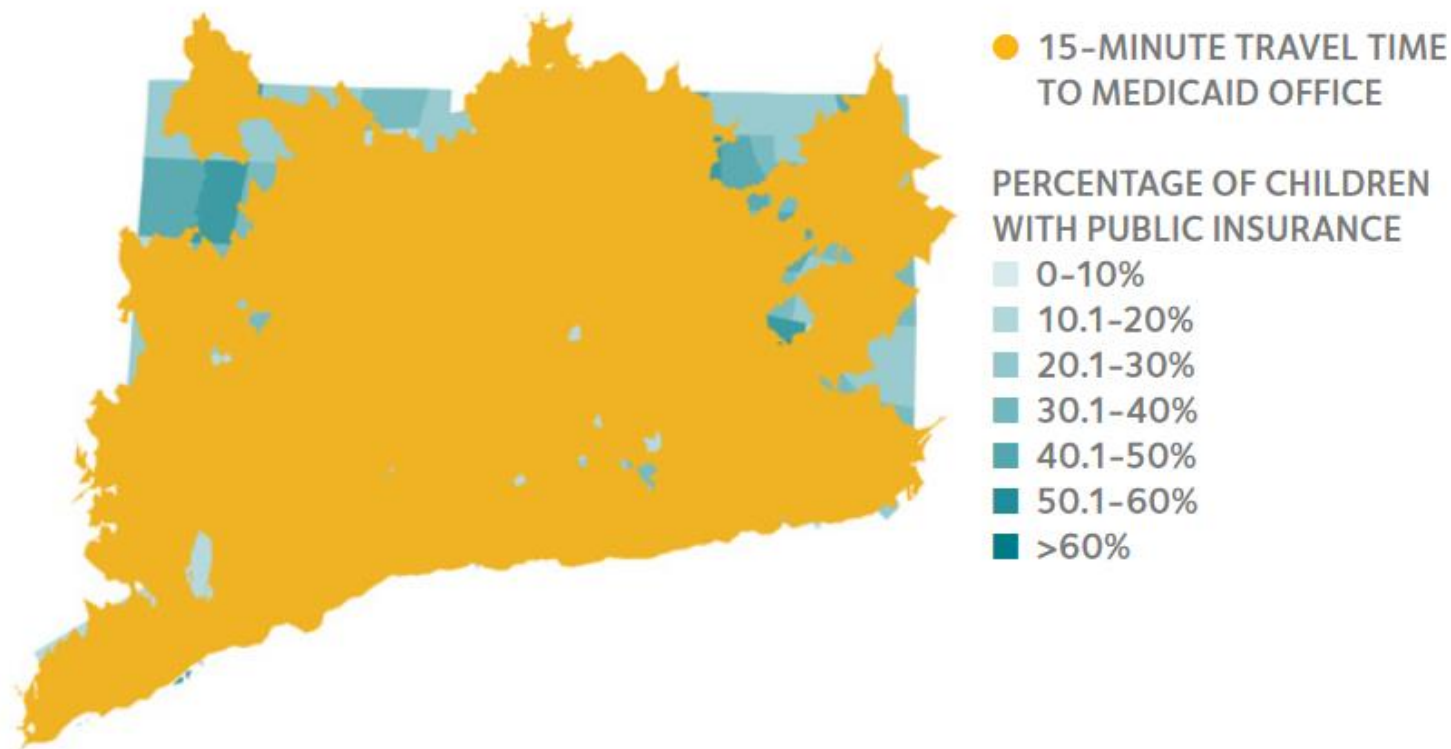 15–MINUTE TRAVEL TIME
TO MEDICAID OFFICE
PERCENTAGE OF CHILDREN
WITH PUBLIC INSURANCE
0–10%
10.1–20%
20.1–30%
30.1–40%
40.1–50%
50.1–60%
>60%